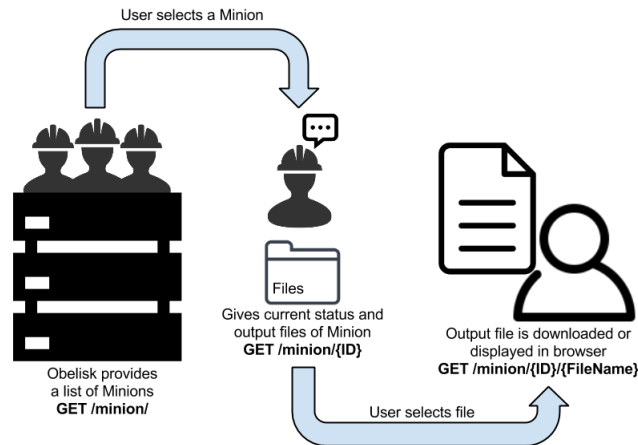 User selects a Minion
Files
Obelisk provides
a list of Minions
GET /minion/
Gives current status and
output files of Minion
GET /minion/{ID}
Output file is downloaded or
displayed in browser
GET /minion/{ID}/{FileName}
User selects file